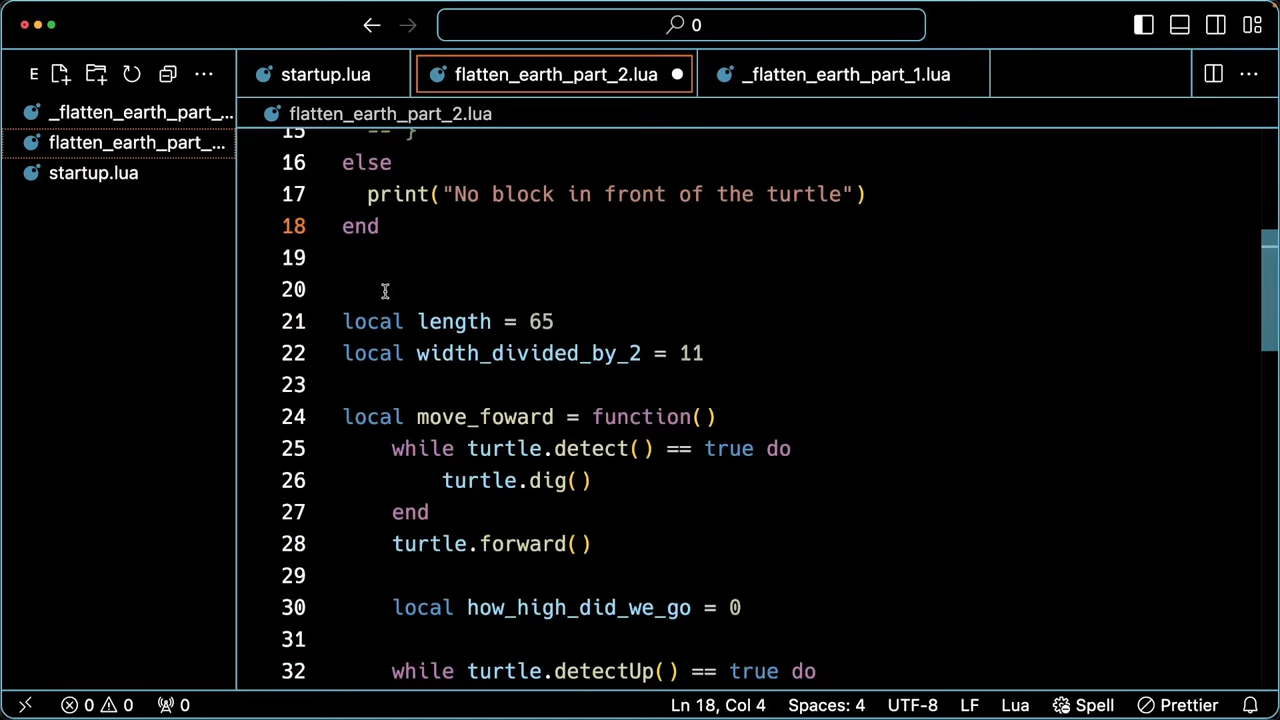 0
E
startup.lua
flatten_earth_part_2.lua
_flatten_earth_part_1.lua
_flatten_earth_part_...
flatten_earth_part_...
startup.lua
flatten_earth_part_2.lua
15 -- }
16 else
17 print("No block in front of the turtle")
18 end
19
20
21 local length = 65
22 local width_divided_by_2 = 11
23
24 local move_foward = function()
25 while turtle.detect() == true do
26 turtle.dig()
27 end
28 turtle.forward()
29
30 local how_high_did_we_go = 0
31
32 while turtle.detectUp() == true do
0 0 0 Ln 18, Col 4 Spaces: 4 UTF-8 LF Lua Spell Prettier